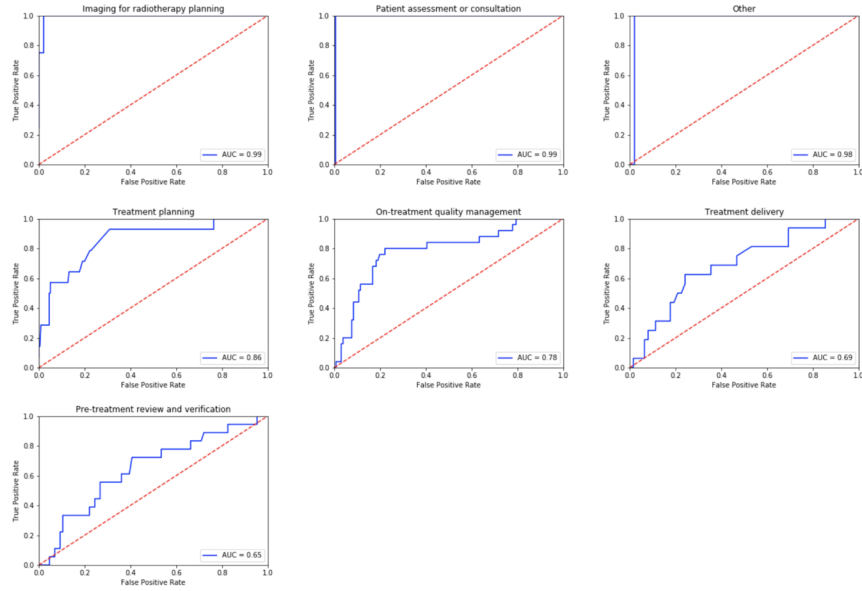 Imaging for radiotherapy planning
1.0
0.8
0.6
0.4
0.2
0.0
True Positive Rate
0.0 0.2 0.4 0.6 0.8 1.0
False Positive Rate
AUC = 0.99
Patient assessment or consultation
1.0
0.8
0.6
0.4
0.2
0.0
True Positive Rate
0.0 0.2 0.4 0.6 0.8 1.0
False Positive Rate
AUC = 0.99
Other
1.0
0.8
0.6
0.4
0.2
0.0
True Positive Rate
0.0 0.2 0.4 0.6 0.8 1.0
False Positive Rate
AUC = 0.98
Treatment planning
1.0
0.8
0.6
0.4
0.2
0.0
True Positive Rate
0.0 0.2 0.4 0.6 0.8 1.0
False Positive Rate
AUC = 0.86
On-treatment quality management
1.0
0.8
0.6
0.4
0.2
0.0
True Positive Rate
0.0 0.2 0.4 0.6 0.8 1.0
False Positive Rate
AUC = 0.78
Treatment delivery
1.0
0.8
0.6
0.4
0.2
0.0
True Positive Rate
0.0 0.2 0.4 0.6 0.8 1.0
False Positive Rate
AUC = 0.69
Pre-treatment review and verification
1.0
0.8
0.6
0.4
0.2
0.0
True Positive Rate
0.0 0.2 0.4 0.6 0.8 1.0
False Positive Rate
AUC = 0.65